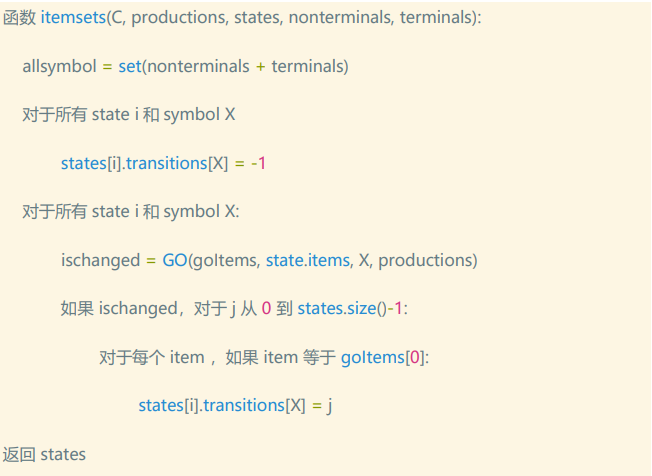 函数 itemsets(C, productions, states, nonterminals, terminals):
allsymbol = set(nonterminals + terminals)
对于所有 state i 和 symbol X
states[i].transitions[X] = -1
对于所有 state i 和 symbol X:
ischanged = GO(goItems, state.items, X, productions)
如果 ischanged，对于 j 从 0 到 states.size()-1:
对于每个 item ，如果 item 等于 goItems[0]:
states[i].transitions[X] = j
返回 states